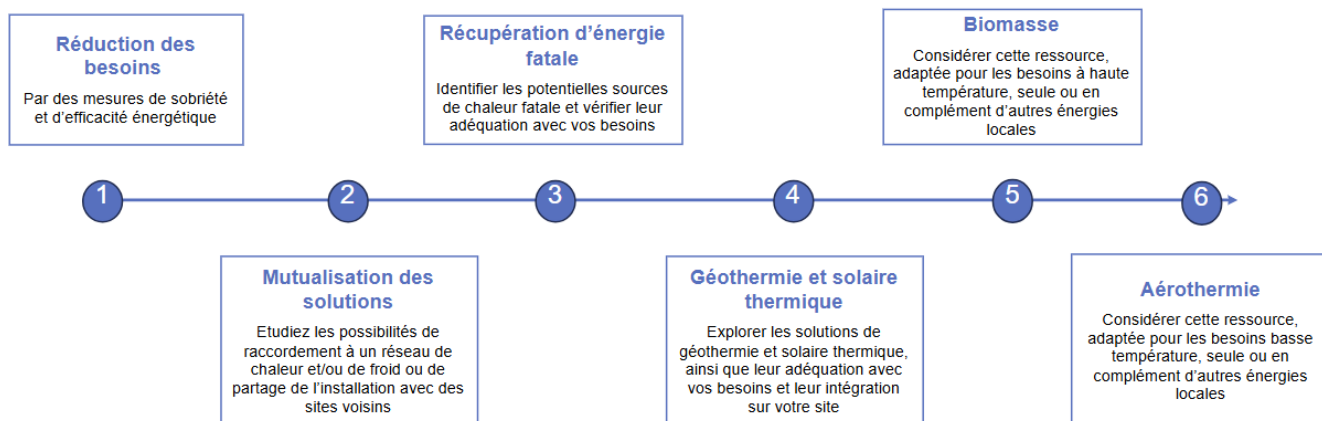 Réduction des
besoins
Par des mesures de sobriété
et d'efficacité énergétique
Récupération d'énergie
fatale
Identifier les potentielles sources
de chaleur fatale et vérifier leur
adéquation avec vos besoins
Biomasse
Considérer cette ressource,
adaptée pour les besoins à haute
température, seule ou en
complément d'autres énergies
locales
1
2
3
4
5
6
Mutualisation des
solutions
Etudiez les possibilités de
raccordement à un réseau de
chaleur et/ou de froid ou de
partage de l'installation avec des
sites voisins
Géothermie et solaire
thermique
Explorer les solutions de
géothermie et solaire thermique,
ainsi que leur adéquation avec
vos besoins et leur intégration
sur votre site
Aérothermie
Considérer cette ressource,
adaptée pour les besoins basse
température, seule ou en
complément d'autres énergies
locales